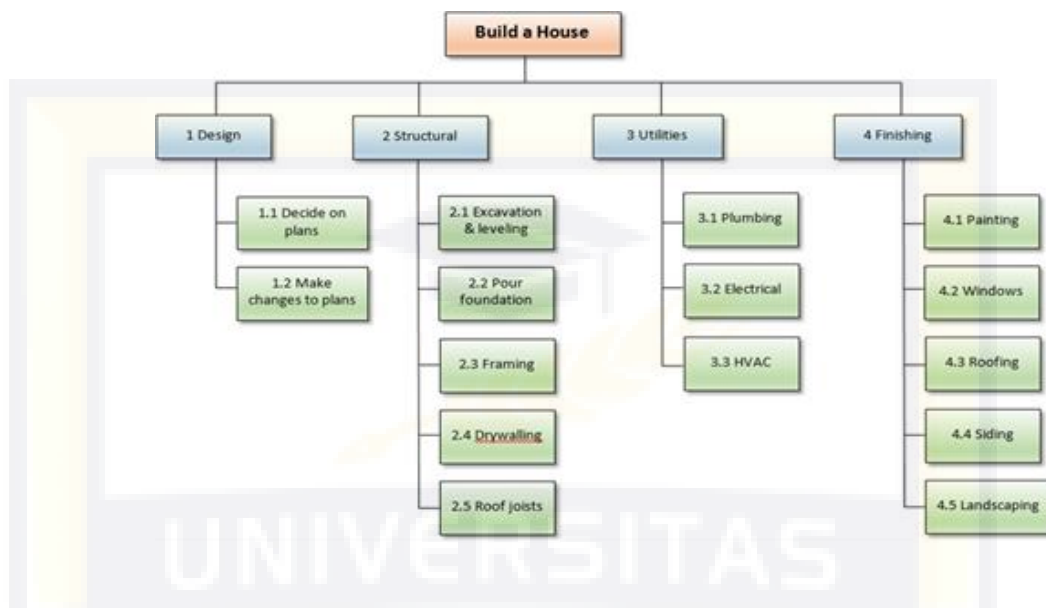 Build a House
1 Design
2 Structural
3 Utilities
4 Finishing
1.1 Decide on
plans
1.2 Make
changes to plans
2.1 Excavation
& leveling
2.2 Pour
foundation
2.3 Framing
2.4 Drywalling
2.5 Roof joists
3.1 Plumbing
3.2 Electrical
3.3 HVAC
4.1 Painting
4.2 Windows
4.3 Roofing
4.4 Siding
4.5 Landscaping
UNIVERSITAS